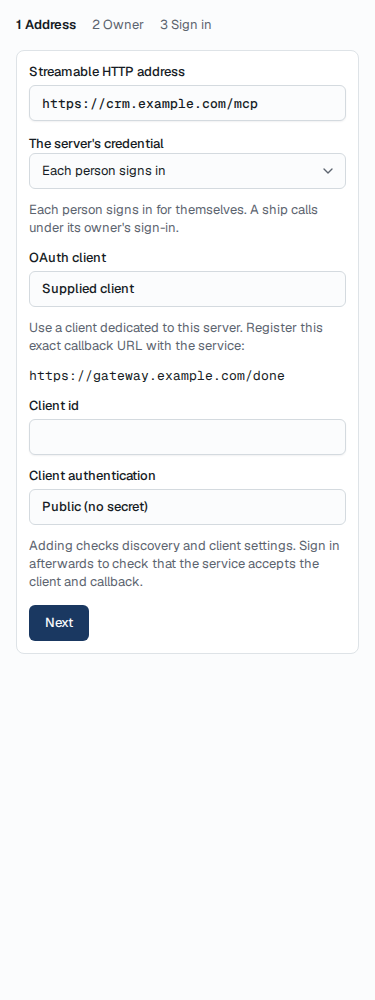 1 Address 2 Owner 3 Sign in
Streamable HTTP address
https://crm.example.com/mcp
The server's credential
Each person signs in
Each person signs in for themselves. A ship calls
under its owner's sign-in.
OAuth client
Supplied client
Use a client dedicated to this server. Register this
exact callback URL with the service:
https://gateway.example.com/done
Client id
Client authentication
Public (no secret)
Adding checks discovery and client settings. Sign in
afterwards to check that the service accepts the
client and callback.
Next